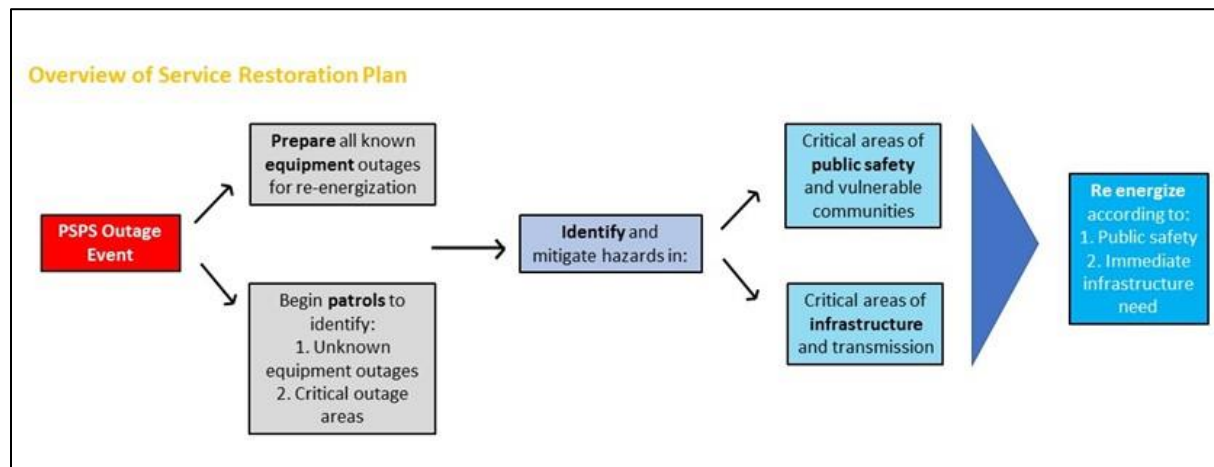 Overview of Service Restoration Plan
PSPS Outage
Event
Prepare all known
equipment outages
for re-energization
Begin patrols to
identify:
1. Unknown
equipment outages
2. Critical outage
areas
Identify and
mitigate hazards in:
Critical areas of
public safety
and vulnerable
communities
Critical areas of
infrastructure
and transmission
Re energize
according to:
1. Public safety
2. Immediate
infrastructure
need